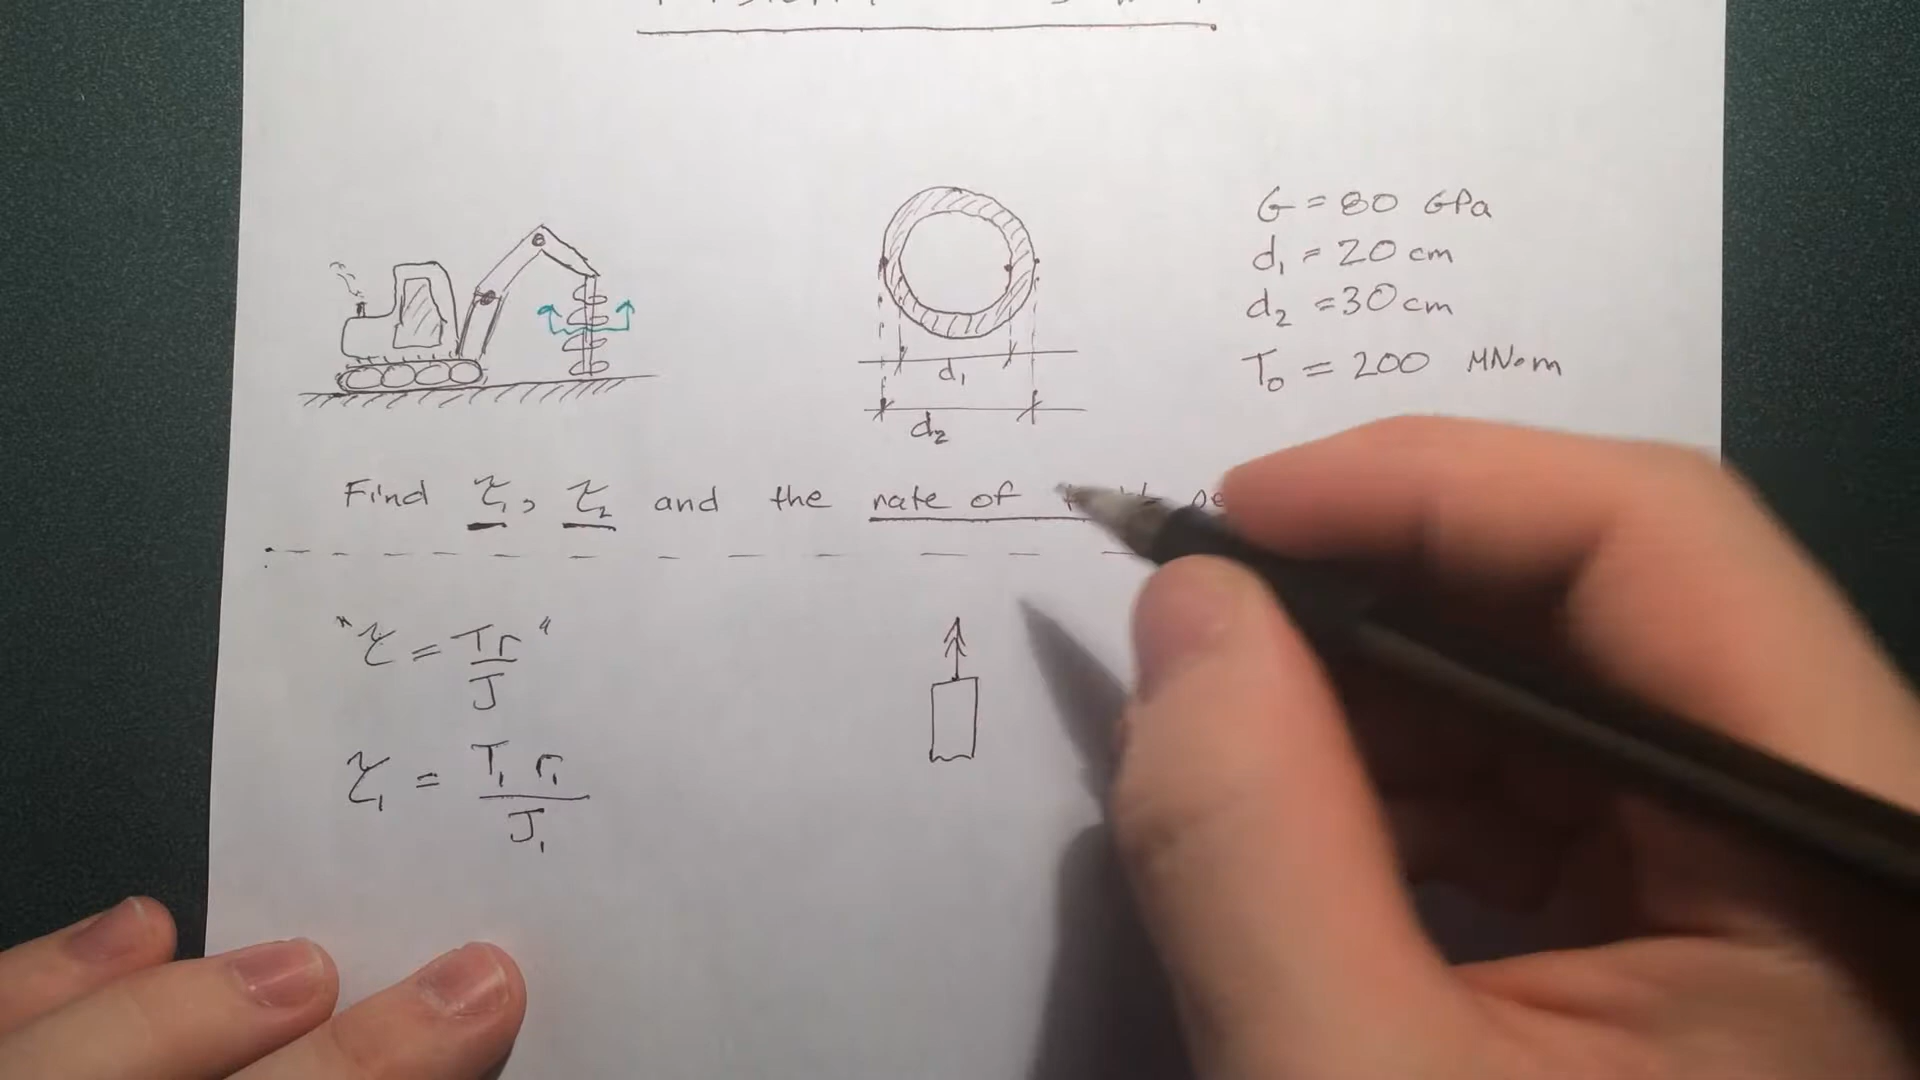 G = 80 GPa
d₁ = 20 cm
d₂ = 30 cm
T₀ = 200 MN·m
d₁
d₂
Find τ₁, τ₂ and the rate of
"τ = Tr/J"
τ₁ = T₁ r₁/J₁